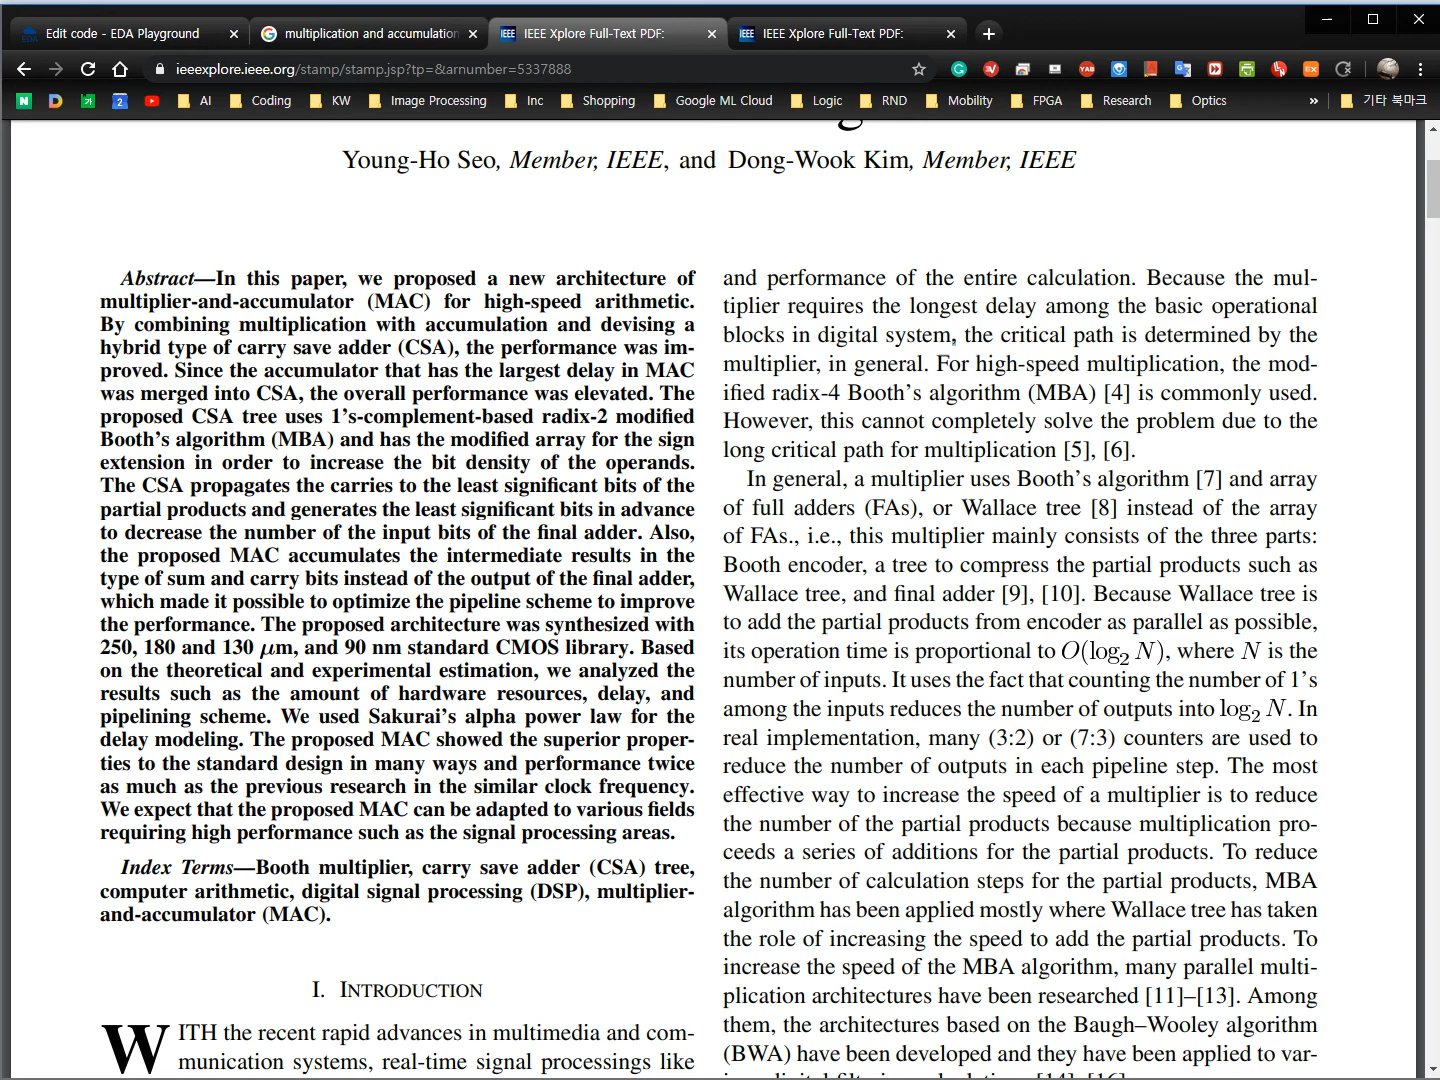 Edit code - EDA Playground
multiplication and accumulation
IEEE IEEE Xplore Full-Text PDF:
IEEE IEEE Xplore Full-Text PDF:
ieeexplore.ieee.org/stamp/stamp.jsp?tp=&arnumber=5337888
AI Coding KW Image Processing Inc Shopping Google ML Cloud Logic RND Mobility FPGA Research Optics » 기타 북마크
Young-Ho Seo, Member, IEEE, and Dong-Wook Kim, Member, IEEE
Abstract—In this paper, we proposed a new architecture of
multiplier-and-accumulator (MAC) for high-speed arithmetic.
By combining multiplication with accumulation and devising a
hybrid type of carry save adder (CSA), the performance was im-
proved. Since the accumulator that has the largest delay in MAC
was merged into CSA, the overall performance was elevated. The
proposed CSA tree uses 1's-complement-based radix-2 modified
Booth's algorithm (MBA) and has the modified array for the sign
extension in order to increase the bit density of the operands.
The CSA propagates the carries to the least significant bits of the
partial products and generates the least significant bits in advance
to decrease the number of the input bits of the final adder. Also,
the proposed MAC accumulates the intermediate results in the
type of sum and carry bits instead of the output of the final adder,
which made it possible to optimize the pipeline scheme to improve
the performance. The proposed architecture was synthesized with
250, 180 and 130 μm, and 90 nm standard CMOS library. Based
on the theoretical and experimental estimation, we analyzed the
results such as the amount of hardware resources, delay, and
pipelining scheme. We used Sakurai's alpha power law for the
delay modeling. The proposed MAC showed the superior proper-
ties to the standard design in many ways and performance twice
as much as the previous research in the similar clock frequency.
We expect that the proposed MAC can be adapted to various fields
requiring high performance such as the signal processing areas.
Index Terms—Booth multiplier, carry save adder (CSA) tree,
computer arithmetic, digital signal processing (DSP), multiplier-
and-accumulator (MAC).
I. INTRODUCTION
WITH the recent rapid advances in multimedia and com-
munication systems, real-time signal processings like
and performance of the entire calculation. Because the mul-
tiplier requires the longest delay among the basic operational
blocks in digital system, the critical path is determined by the
multiplier, in general. For high-speed multiplication, the mod-
ified radix-4 Booth's algorithm (MBA) [4] is commonly used.
However, this cannot completely solve the problem due to the
long critical path for multiplication [5], [6].
In general, a multiplier uses Booth's algorithm [7] and array
of full adders (FAs), or Wallace tree [8] instead of the array
of FAs., i.e., this multiplier mainly consists of the three parts:
Booth encoder, a tree to compress the partial products such as
Wallace tree, and final adder [9], [10]. Because Wallace tree is
to add the partial products from encoder as parallel as possible,
its operation time is proportional to O(log₂ N), where N is the
number of inputs. It uses the fact that counting the number of 1's
among the inputs reduces the number of outputs into log₂ N. In
real implementation, many (3:2) or (7:3) counters are used to
reduce the number of outputs in each pipeline step. The most
effective way to increase the speed of a multiplier is to reduce
the number of the partial products because multiplication pro-
ceeds a series of additions for the partial products. To reduce
the number of calculation steps for the partial products, MBA
algorithm has been applied mostly where Wallace tree has taken
the role of increasing the speed to add the partial products. To
increase the speed of the MBA algorithm, many parallel multi-
plication architectures have been researched [11]–[13]. Among
them, the architectures based on the Baugh–Wooley algorithm
(BWA) have been developed and they have been applied to var-